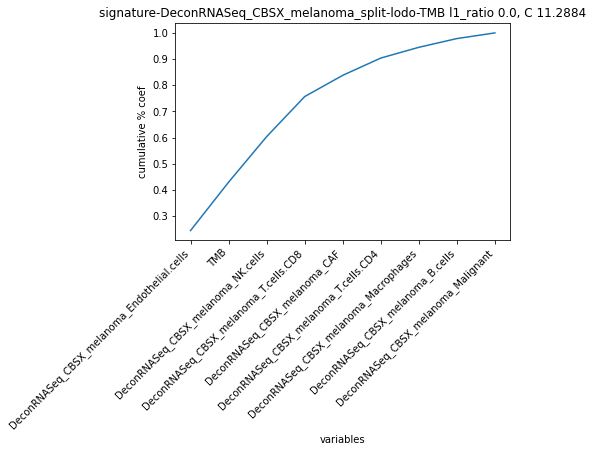 signature-DeconRNASeq_CBSX_melanoma_split-lodo-TMB l1_ratio 0.0, C 11.2884
cumulative % coef
1.0
0.9
0.8
0.7
0.6
0.5
0.4
0.3
DeconRNASeq_CBSX_melanoma_Endothelial.cells
TMB
DeconRNASeq_CBSX_melanoma_NK.cells
DeconRNASeq_CBSX_melanoma_T.cells.CD8
DeconRNASeq_CBSX_melanoma_CAF
DeconRNASeq_CBSX_melanoma_T.cells.CD4
DeconRNASeq_CBSX_melanoma_Macrophages
DeconRNASeq_CBSX_melanoma_B.cells
DeconRNASeq_CBSX_melanoma_Malignant
variables